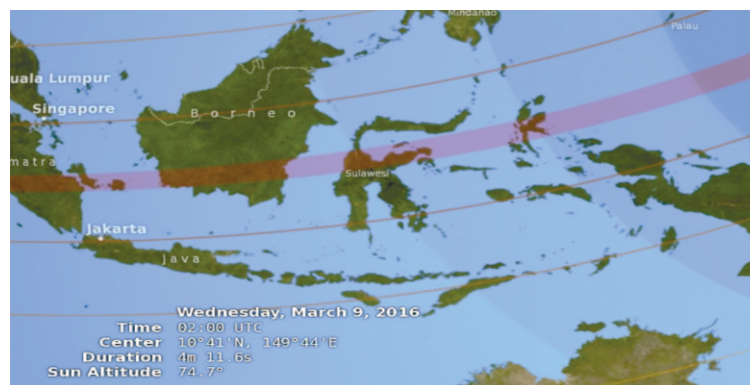 Mindanao
Palau
uala Lumpur
Singapore
Borneo
matra
Sulawesi
Jakarta
Java
Wednesday, March 9, 2016
Time 02:00 UTC
Center 10°41'N, 149°44'E
Duration 4m 11.6s
Sun Altitude 74.7°